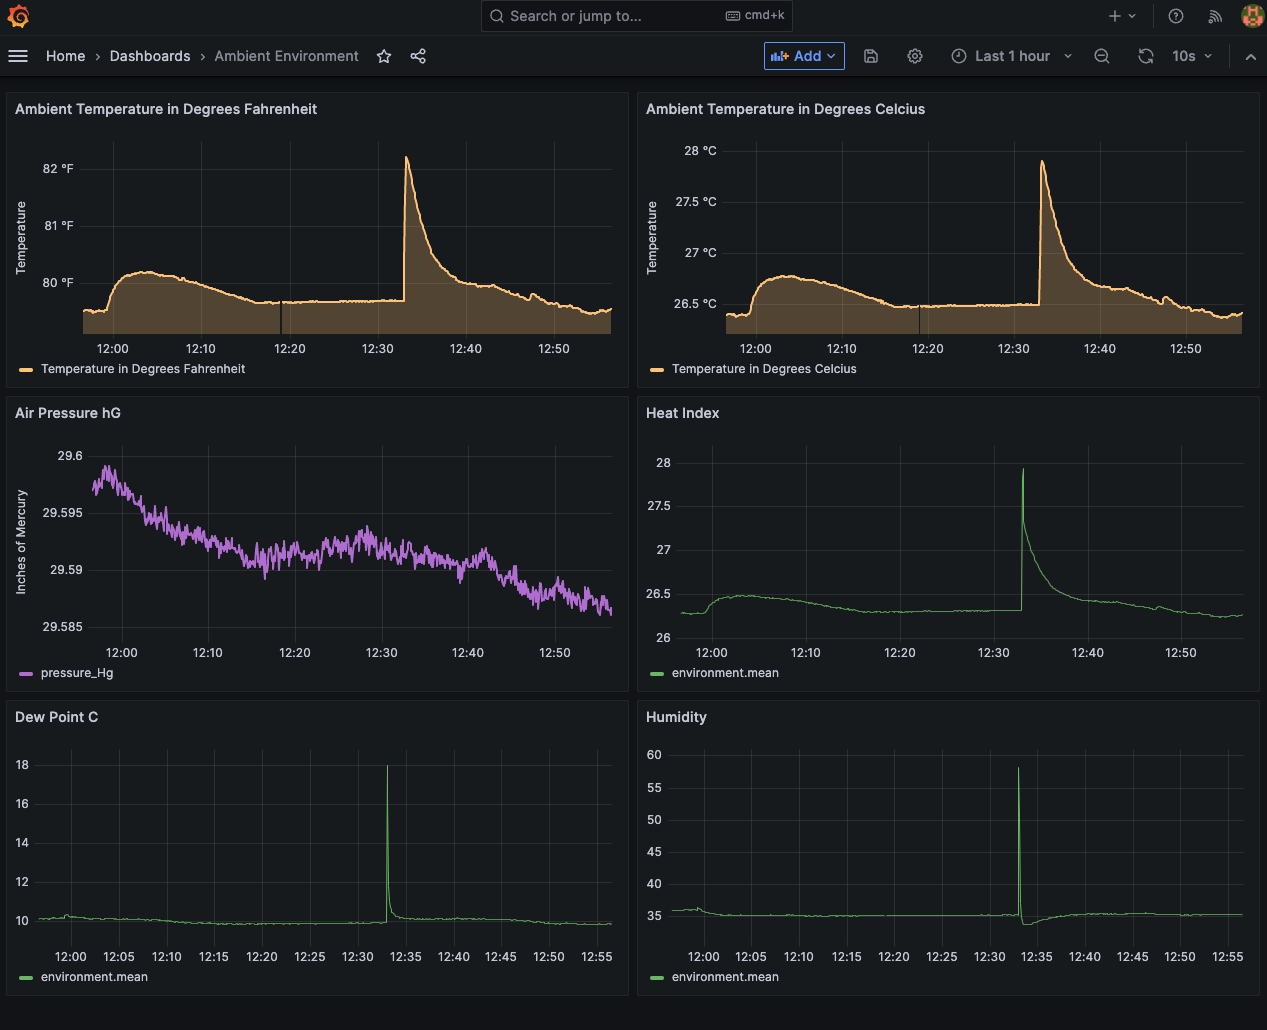 Search or jump to... cmd+k
Home › Dashboards › Ambient Environment Add Last 1 hour 10s
Ambient Temperature in Degrees Fahrenheit
82 °F
81 °F
80 °F
Temperature
12:00 12:10 12:20 12:30 12:40 12:50
Temperature in Degrees Fahrenheit
Ambient Temperature in Degrees Celcius
28 °C
27.5 °C
27 °C
26.5 °C
Temperature
12:00 12:10 12:20 12:30 12:40 12:50
Temperature in Degrees Celcius
Air Pressure hG
29.6
29.595
29.59
29.585
Inches of Mercury
12:00 12:10 12:20 12:30 12:40 12:50
pressure_Hg
Heat Index
28
27.5
27
26.5
26
12:00 12:10 12:20 12:30 12:40 12:50
environment.mean
Dew Point C
18
16
14
12
10
12:00 12:05 12:10 12:15 12:20 12:25 12:30 12:35 12:40 12:45 12:50 12:55
environment.mean
Humidity
60
55
50
45
40
35
12:00 12:05 12:10 12:15 12:20 12:25 12:30 12:35 12:40 12:45 12:50 12:55
environment.mean